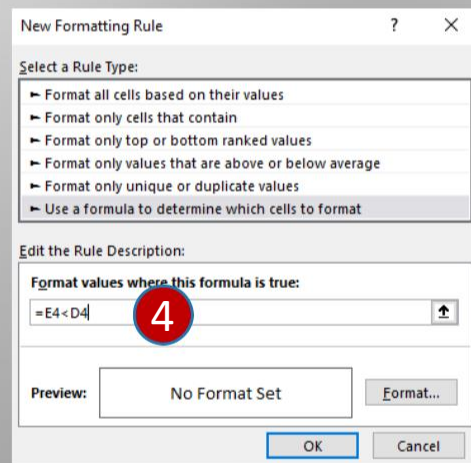 New Formatting Rule ? ×
Select a Rule Type:
► Format all cells based on their values
► Format only cells that contain
► Format only top or bottom ranked values
► Format only values that are above or below average
► Format only unique or duplicate values
► Use a formula to determine which cells to format
Edit the Rule Description:
Format values where this formula is true:
=E4<D4
4
Preview: No Format Set Format...
OK Cancel